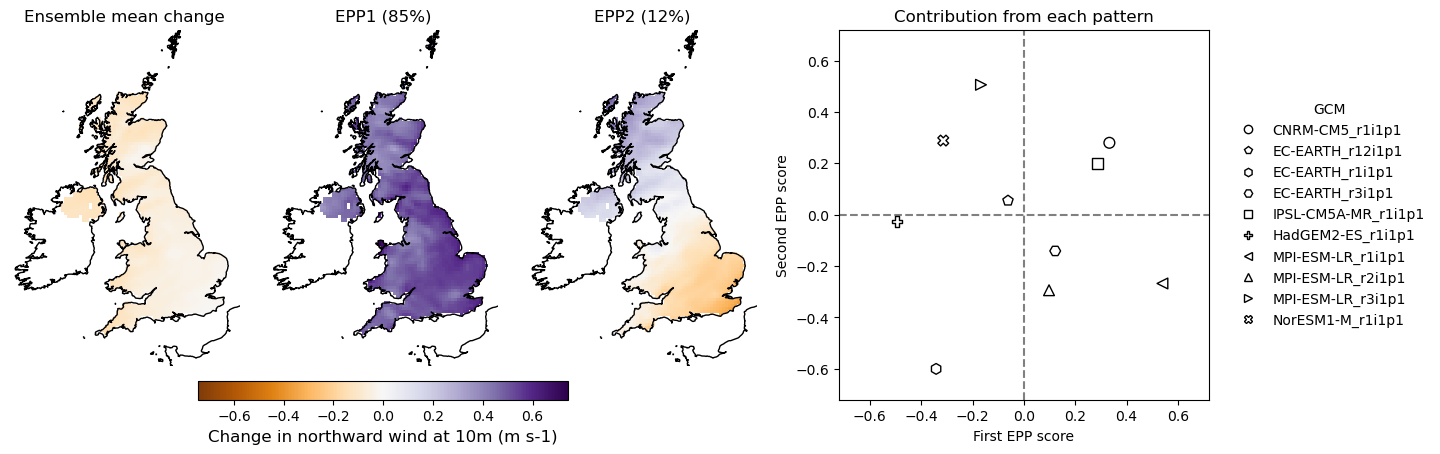 Ensemble mean change
EPP1 (85%)
EPP2 (12%)
Contribution from each pattern
0.6
0.4
0.2
0.0
−0.2
−0.4
−0.6
Second EPP score
−0.6
−0.4
−0.2
0.0
0.2
0.4
0.6
First EPP score
GCM
CNRM-CM5_r1i1p1
EC-EARTH_r12i1p1
EC-EARTH_r1i1p1
EC-EARTH_r3i1p1
IPSL-CM5A-MR_r1i1p1
HadGEM2-ES_r1i1p1
MPI-ESM-LR_r1i1p1
MPI-ESM-LR_r2i1p1
MPI-ESM-LR_r3i1p1
NorESM1-M_r1i1p1
−0.6
−0.4
−0.2
0.0
0.2
0.4
0.6
Change in northward wind at 10m (m s-1)